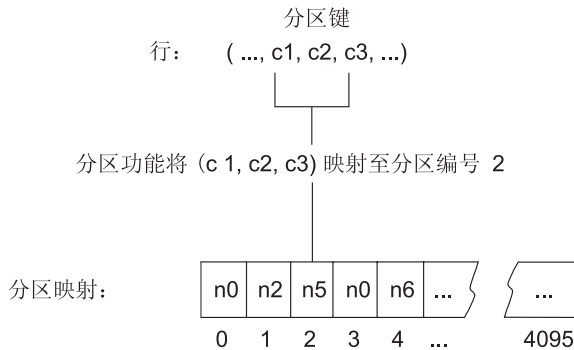 分区键
行： ( ..., c1, c2, c3, ...)
分区功能将 (c 1, c2, c3) 映射至分区编号 2
分区映射： n0 n2 n5 n0 n6 ... ...
0 1 2 3 4 ... 4095